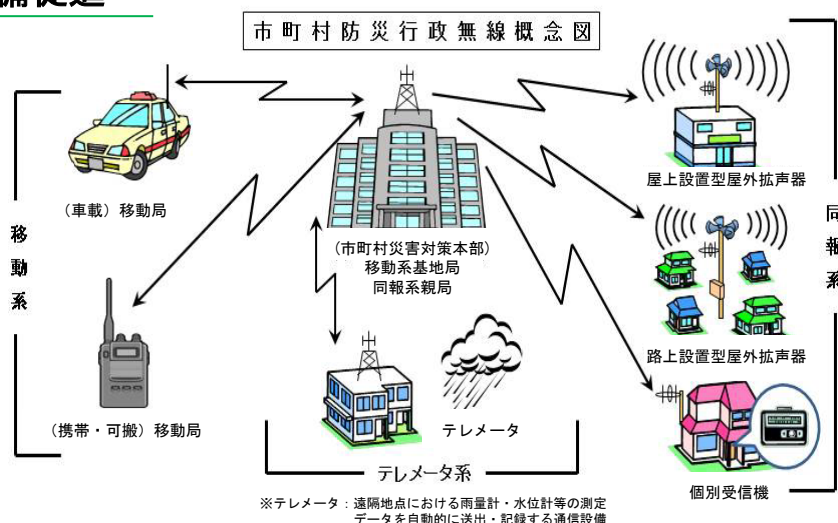 備促進
市町村防災行政無線概念図
(車載)移動局
移動系
(携帯・可搬)移動局
(市町村災害対策本部)
移動系基地局
同報系親局
テレメータ
テレメータ系
※テレメータ:遠隔地点における雨量計・水位計等の測定
データを自動的に送出・記録する通信設備
屋上設置型屋外拡声器
同報系
路上設置型屋外拡声器
個別受信機